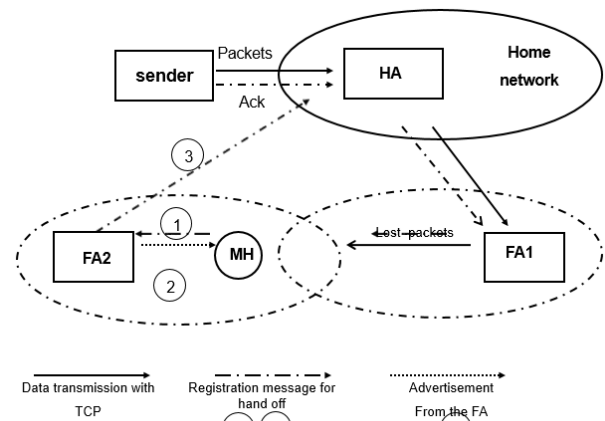 Packets
sender
Ack
HA
Home
network
3
1
2
FA2
MH
Lost packets
FA1
Data transmission with
TCP
Registration message for
hand off
Advertisement
From the FA